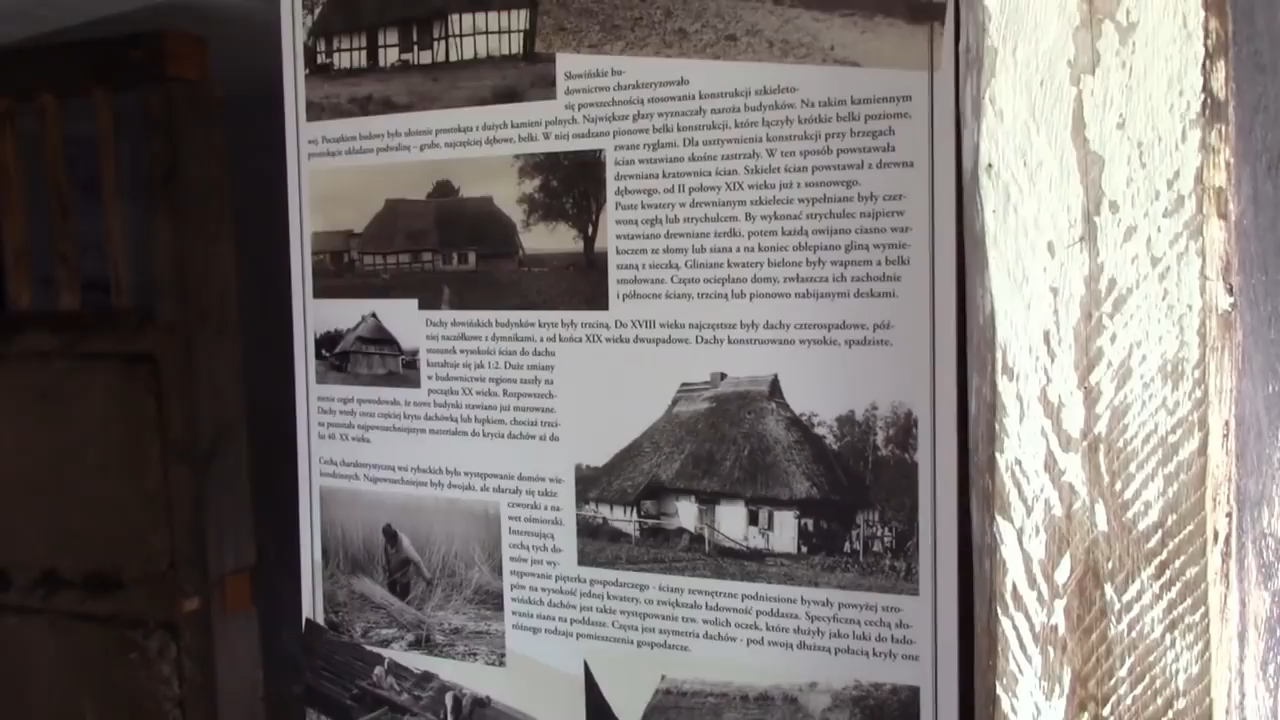 Słowińskie bu-
downictwo charakteryzowało
się powszechnością stosowania konstrukcji szkieleto-
wej. Początkiem budowy było ułożenie prostokąta z dużych kamieni polnych. Największe głazy wyznaczały naroża budynków. Na takim kamiennym
prostokącie układano podwalinę – grube, najczęściej dębowe, belki. W niej osadzano pionowe belki konstrukcji, które łączyły krótkie belki poziome,
zwane ryglami. Dla usztywnienia konstrukcji przy brzegach
ścian wstawiano skośne zastrzały. W ten sposób powstawała
drewniana kratownica ścian. Szkielet ścian powstawał z drewna
dębowego, od II połowy XIX wieku już z sosnowego.
Puste kwatery w drewnianym szkielecie wypełniane były czer-
woną cegłą lub strychulcem. By wykonać strychulec najpierw
wstawiano drewniane żerdki, potem każdą owijano ciasno war-
koczem ze słomy lub siana a na koniec oblepiano gliną wymie-
szaną z sieczką. Gliniane kwatery bielone były wapnem a belki
smołowane. Często ocieplano domy, zwłaszcza ich zachodnie
i północne ściany, trzciną lub pionowo nabijanymi deskami.
Dachy słowińskich budynków kryte były trzciną. Do XVIII wieku najczęstsze były dachy czterospadowe, póź-
niej naczółkowe z dymnikami, a od końca XIX wieku dwuspadowe. Dachy konstruowano wysokie, spadziste,
stosunek wysokości ścian do dachu
kształtuje się jak 1:2. Duże zmiany
w budownictwie regionu zaszły na
początku XX wieku. Rozpowszech-
nienie cegieł spowodowało, że nowe budynki stawiano już murowane.
Dachy wtedy coraz częściej kryto dachówką lub łupkiem, chociaż trzci-
na pozostała najpowszechniejszym materiałem do krycia dachów aż do
lat 40. XX wieku.
Cechą charakterystyczną wsi rybackich było występowanie domów wie-
lorodzinnych. Najpowszechniejsze były dwojaki, ale zdarzały się także
czworaki a na-
wet ośmioraki.
Interesującą
cechą tych do-
mów jest wy-
stępowanie pięterka gospodarczego - ściany zewnętrzne podniesione bywały powyżej stro-
pów na wysokość jednej kwatery, co zwiększało ładowność poddasza. Specyficzną cechą sło-
wińskich dachów jest także występowanie tzw. wolich oczek, które służyły jako luki do łado-
wania siana na poddasze. Częsta jest asymetria dachów - pod swoją dłuższą połacią kryły one
różnego rodzaju pomieszczenia gospodarcze.